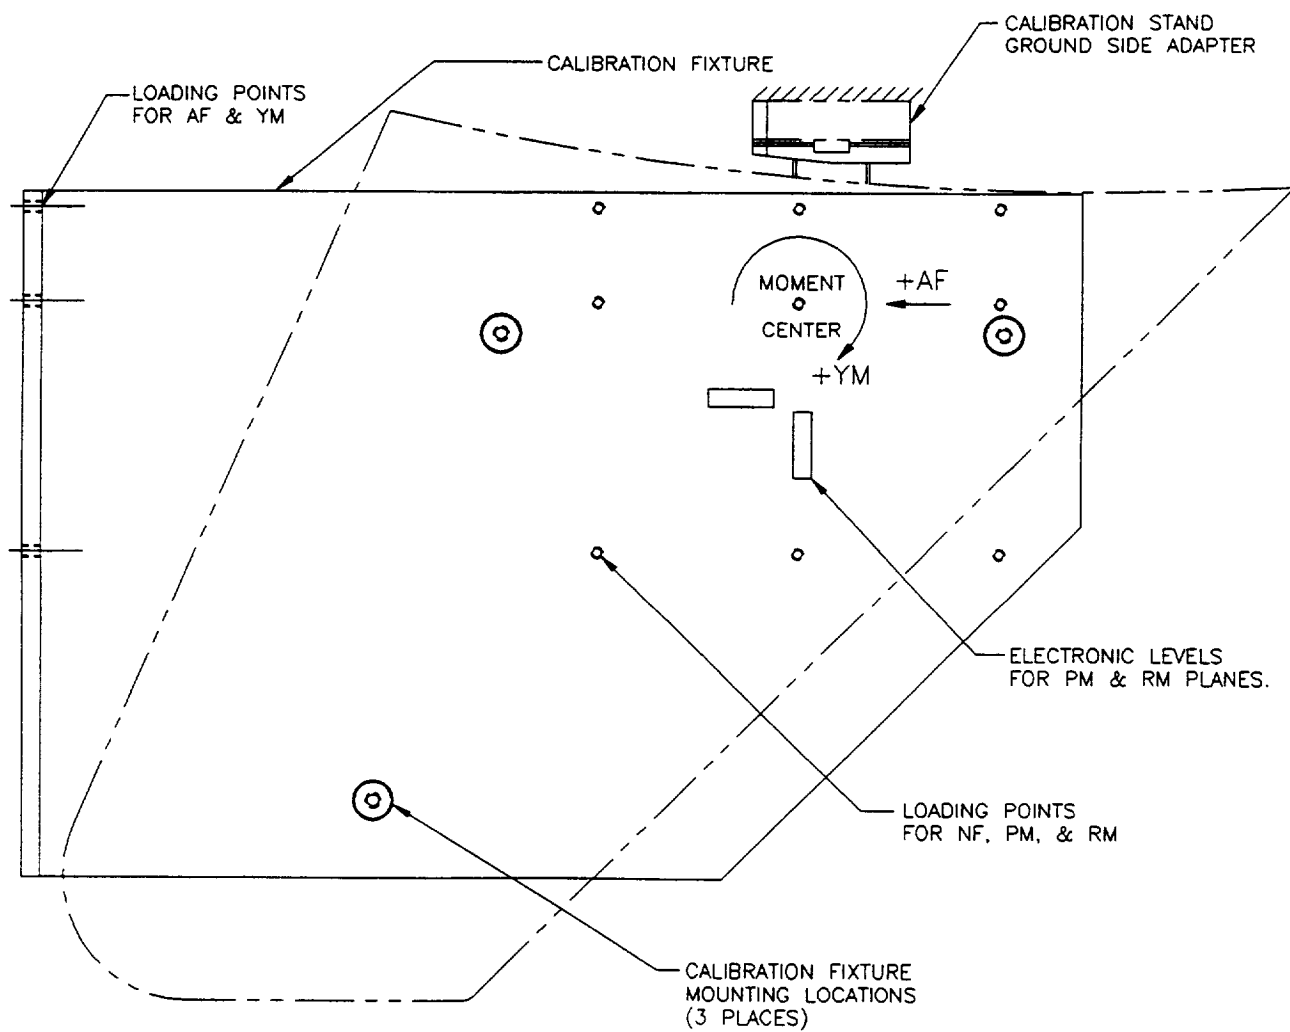 CALIBRATION STAND
GROUND SIDE ADAPTER
CALIBRATION FIXTURE
LOADING POINTS
FOR AF & YM
MOMENT
CENTER
+AF
+YM
ELECTRONIC LEVELS
FOR PM & RM PLANES.
LOADING POINTS
FOR NF, PM, & RM
CALIBRATION FIXTURE
MOUNTING LOCATIONS
(3 PLACES)